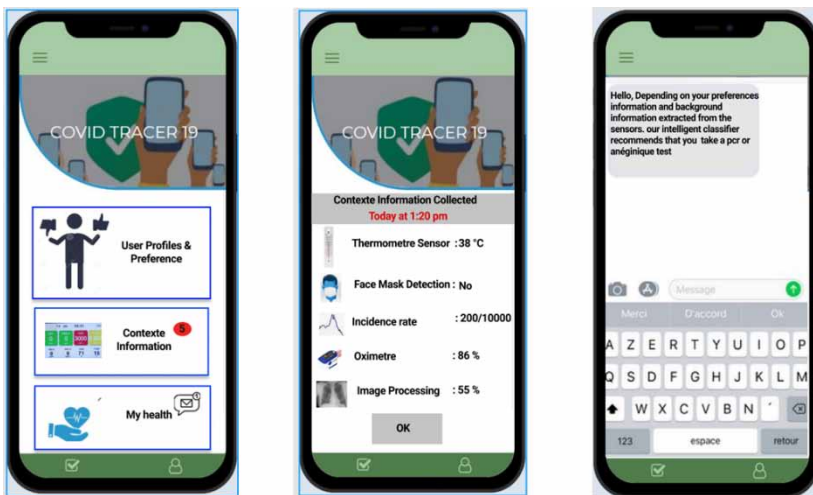 COVID TRACER 19
User Profiles &
Preference
Contexte
Information
5
My health
COVID TRACER 19
Contexte Information Collected
Today at 1:20 pm
Thermometre Sensor :38 °C
Face Mask Detection : No
Incidence rate : 200/10000
Oximetre : 86 %
Image Processing : 55 %
OK
Hello, Depending on your preferences
information and background
information extracted from the
sensors. our intelligent classifier
recommends that you take a pcr or
anéginique test
Message
Merci D'accord Ok
A Z E R T Y U I O P
Q S D F G H J K L M
W X C V B N ´
123 espace retour